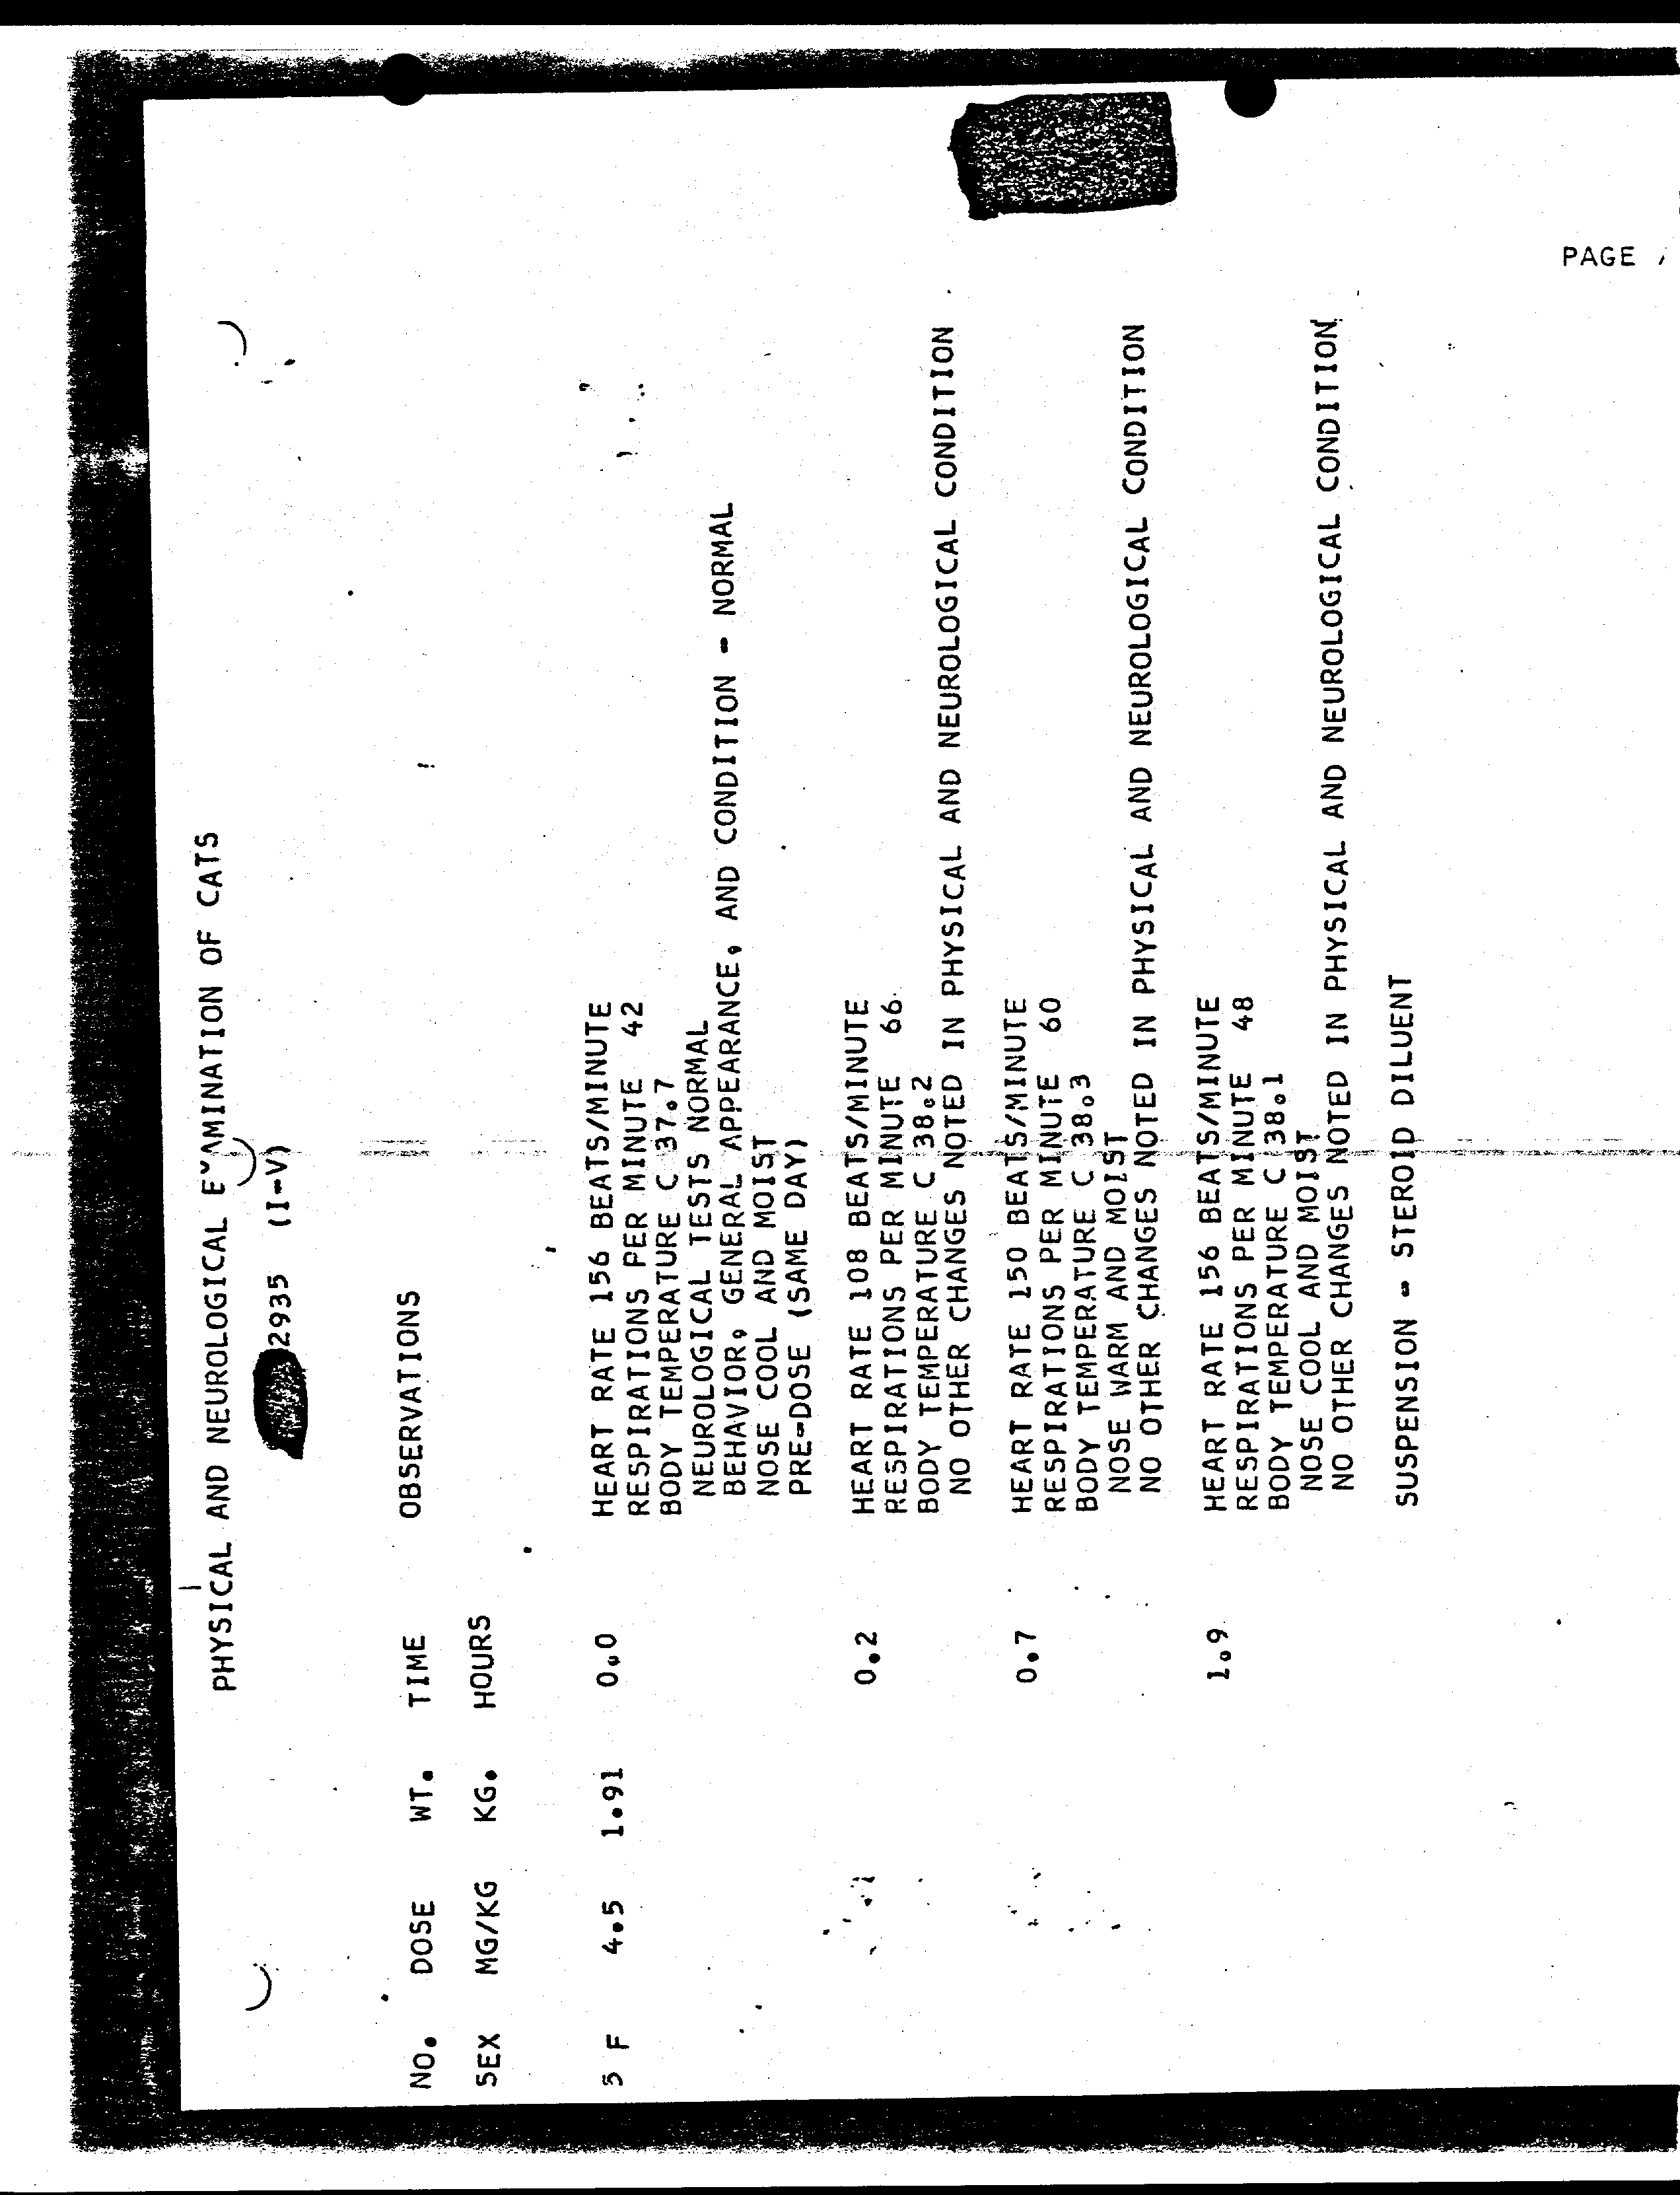 PHYSICAL AND NEUROLOGICAL EXAMINATION OF CATS
2935 (I-V)
NO. DOSE WT. TIME OBSERVATIONS
SEX MG/KG KG. HOURS
F 4.5 1.91 0.0 HEART RATE 156 BEATS/MINUTE
RESPIRATIONS PER MINUTE 42
BODY TEMPERATURE C 37.7
NEUROLOGICAL TESTS NORMAL
BEHAVIOR, GENERAL APPEARANCE, AND CONDITION - NORMAL
NOSE COOL AND MOIST
PRE-DOSE (SAME DAY)
0.2 HEART RATE 108 BEATS/MINUTE
RESPIRATIONS PER MINUTE 66
BODY TEMPERATURE C 38.2
NO OTHER CHANGES NOTED IN PHYSICAL AND NEUROLOGICAL CONDITION
0.7 HEART RATE 150 BEATS/MINUTE
RESPIRATIONS PER MINUTE 60
BODY TEMPERATURE C 38.3
NOSE WARM AND MOIST
NO OTHER CHANGES NOTED IN PHYSICAL AND NEUROLOGICAL CONDITION
1.9 HEART RATE 156 BEATS/MINUTE
RESPIRATIONS PER MINUTE 48
BODY TEMPERATURE C 38.1
NOSE COOL AND MOIST
NO OTHER CHANGES NOTED IN PHYSICAL AND NEUROLOGICAL CONDITION
SUSPENSION - STEROID DILUENT
PAGE